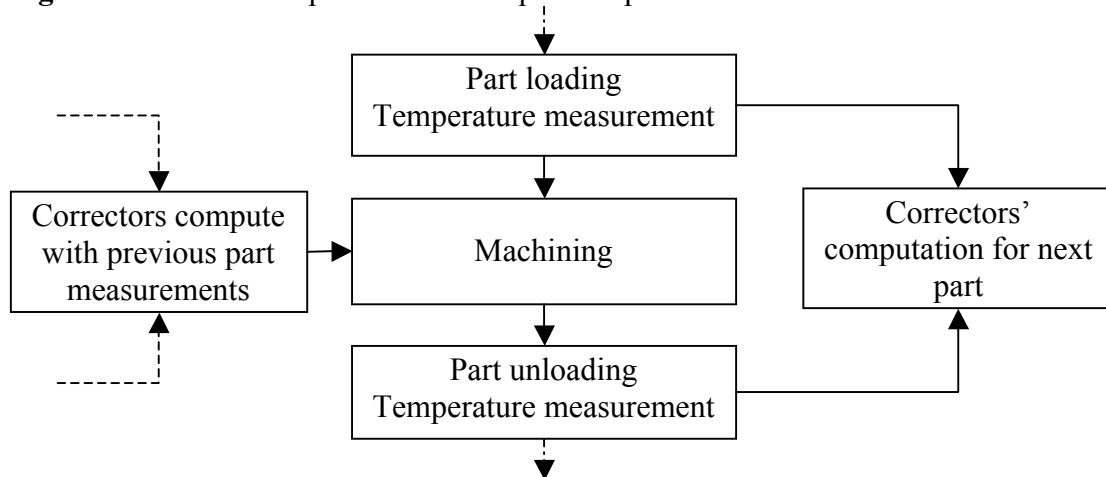 Part loading
Temperature measurement
Correctors compute
with previous part
measurements
Machining
Correctors’
computation for next
part
Part unloading
Temperature measurement